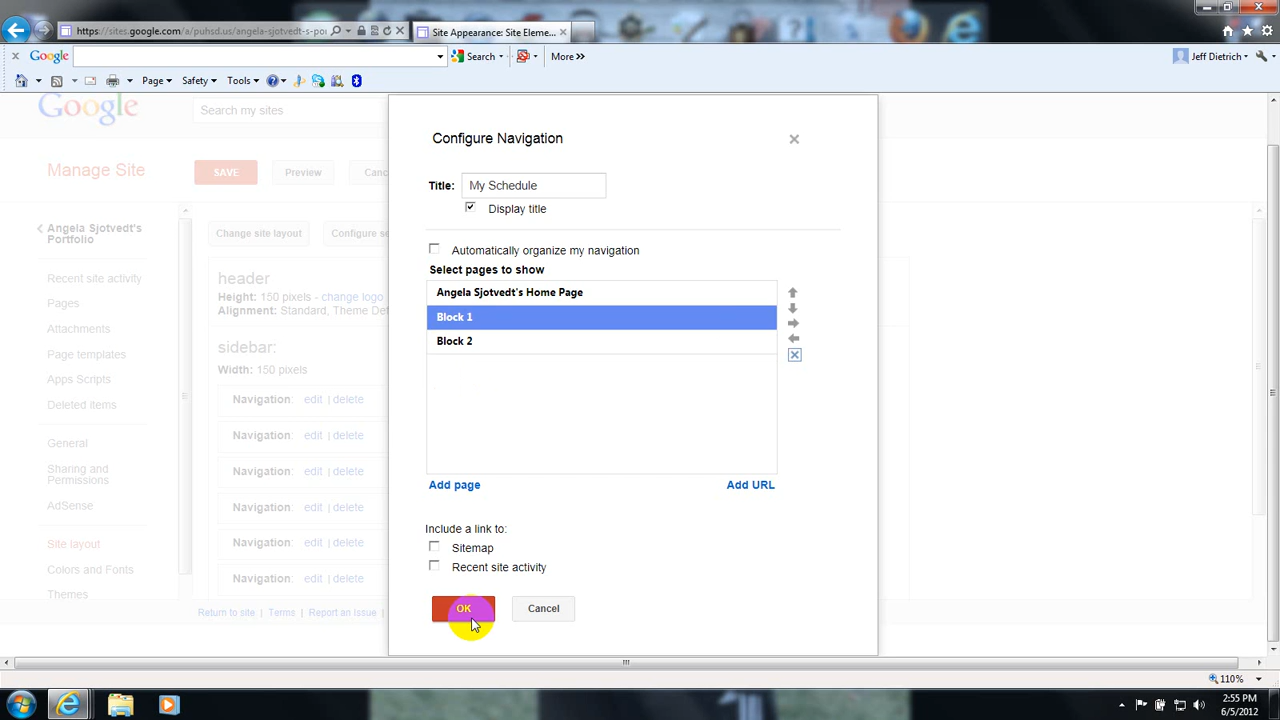 https://sites.google.com/a/puhsd.us/angela-sjotvedt-s-por
Site Appearance: Site Eleme...
Google
Search
More »
Jeff Dietrich
Page
Safety
Tools
Google
Search my sites
Manage Site
SAVE
Preview
Canc
Angela Sjotvedt's
Portfolio
Recent site activity
Pages
Attachments
Page templates
Apps Scripts
Deleted items
General
Sharing and
Permissions
AdSense
Site layout
Colors and Fonts
Themes
Change site layout
Configure se
header
Height: 150 pixels - change logo
Alignment: Standard, Theme Def
sidebar:
Width: 150 pixels
Navigation: edit | delete
Navigation: edit | delete
Navigation: edit | delete
Navigation: edit | delete
Navigation: edit | delete
Navigation: edit | delete
Return to site | Terms | Report an Issue |
Configure Navigation
Title: My Schedule
Display title
Automatically organize my navigation
Select pages to show
Angela Sjotvedt's Home Page
Block 1
Block 2
Add page
Add URL
Include a link to:
Sitemap
Recent site activity
OK
Cancel
110%
2:55 PM
6/5/2012